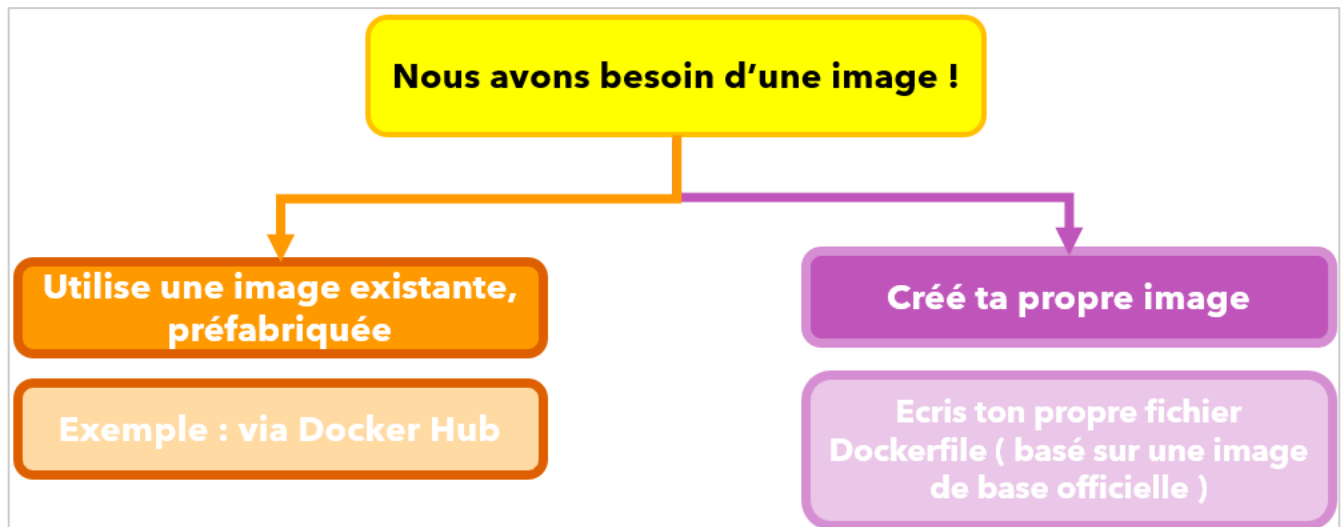 Nous avons besoin d’une image !
Utilise une image existante,
préfabriquée
Créé ta propre image
Exemple : via Docker Hub
Ecris ton propre fichier
Dockerfile ( basé sur une image
de base officielle )